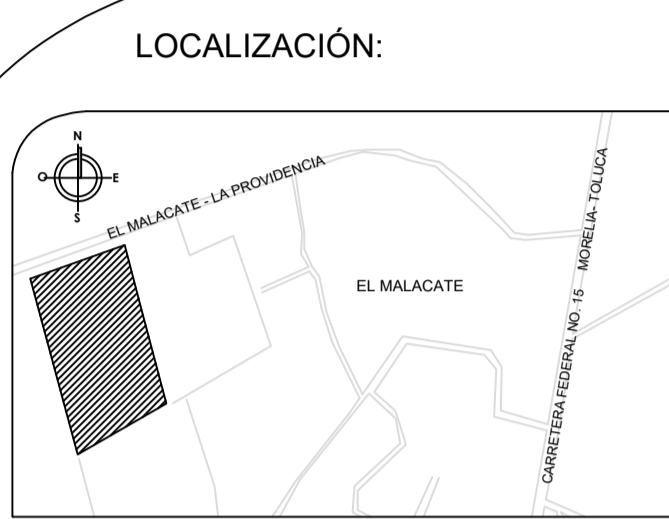 LOCALIZACIÓN:
N
O E
S
EL MALACATE - LA PROVIDENCIA
EL MALACATE
CARRETERA FEDERAL NO. 15 MORELIA- TOLUCA